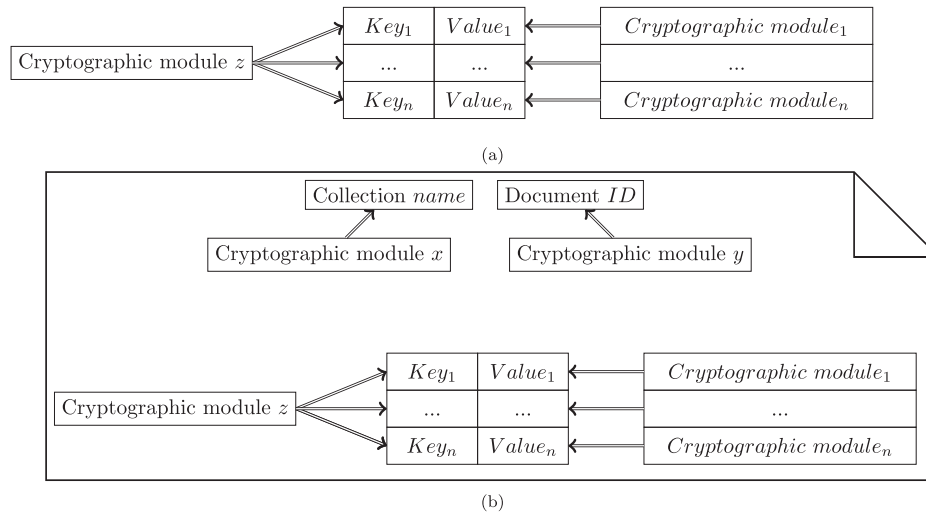 Key₁ Value₁ Cryptographic module₁
Cryptographic module z ... ... ...
Keyₙ Valueₙ Cryptographic moduleₙ
(a)
Collection name Document ID
Cryptographic module x Cryptographic module y
Key₁ Value₁ Cryptographic module₁
Cryptographic module z ... ... ...
Keyₙ Valueₙ Cryptographic moduleₙ
(b)